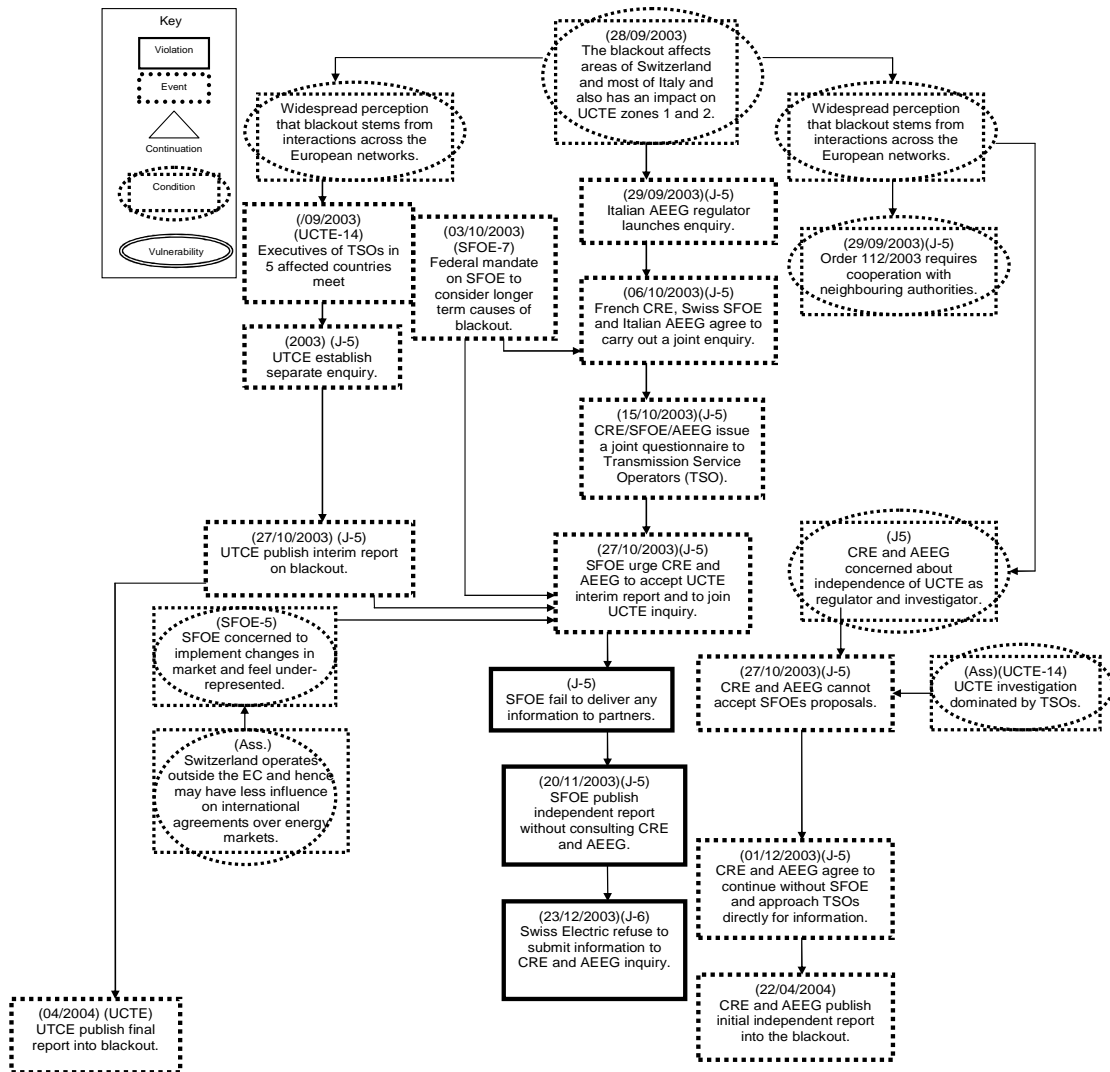 Key
Violation
Event
Continuation
Condition
Vulnerability
(28/09/2003)
The blackout affects
areas of Switzerland
and most of Italy and
also has an impact on
UCTE zones 1 and 2.
Widespread perception
that blackout stems from
interactions across the
European networks.
Widespread perception
that blackout stems from
interactions across the
European networks.
(/09/2003)
(UCTE-14)
Executives of TSOs in
5 affected countries
meet
(03/10/2003)
(SFOE-7)
Federal mandate
on SFOE to
consider longer
term causes of
blackout.
(29/09/2003)(J-5)
Italian AEEG regulator
launches enquiry.
(29/09/2003)(J-5)
Order 112/2003 requires
cooperation with
neighbouring authorities.
(06/10/2003)(J-5)
French CRE, Swiss SFOE
and Italian AEEG agree to
carry out a joint enquiry.
(2003) (J-5)
UTCE establish
separate enquiry.
(15/10/2003)(J-5)
CRE/SFOE/AEEG issue
a joint questionnaire to
Transmission Service
Operators (TSO).
(27/10/2003) (J-5)
UTCE publish interim report
on blackout.
(27/10/2003)(J-5)
SFOE urge CRE and
AEEG to accept UCTE
interim report and to join
UCTE inquiry.
(J5)
CRE and AEEG
concerned about
independence of UCTE as
regulator and investigator.
(SFOE-5)
SFOE concerned to
implement changes in
market and feel under-
represented.
(J-5)
SFOE fail to deliver any
information to partners.
(27/10/2003)(J-5)
CRE and AEEG cannot
accept SFOEs proposals.
(Ass)(UCTE-14)
UCTE investigation
dominated by TSOs.
(Ass.)
Switzerland operates
outside the EC and hence
may have less influence
on international
agreements over energy
markets.
(20/11/2003)(J-5)
SFOE publish
independent report
without consulting CRE
and AEEG.
(01/12/2003)(J-5)
CRE and AEEG agree to
continue without SFOE
and approach TSOs
directly for information.
(23/12/2003)(J-6)
Swiss Electric refuse to
submit information to
CRE and AEEG inquiry.
(22/04/2004)
CRE and AEEG publish
initial independent report
into the blackout.
(04/2004) (UCTE)
UTCE publish final
report into blackout.